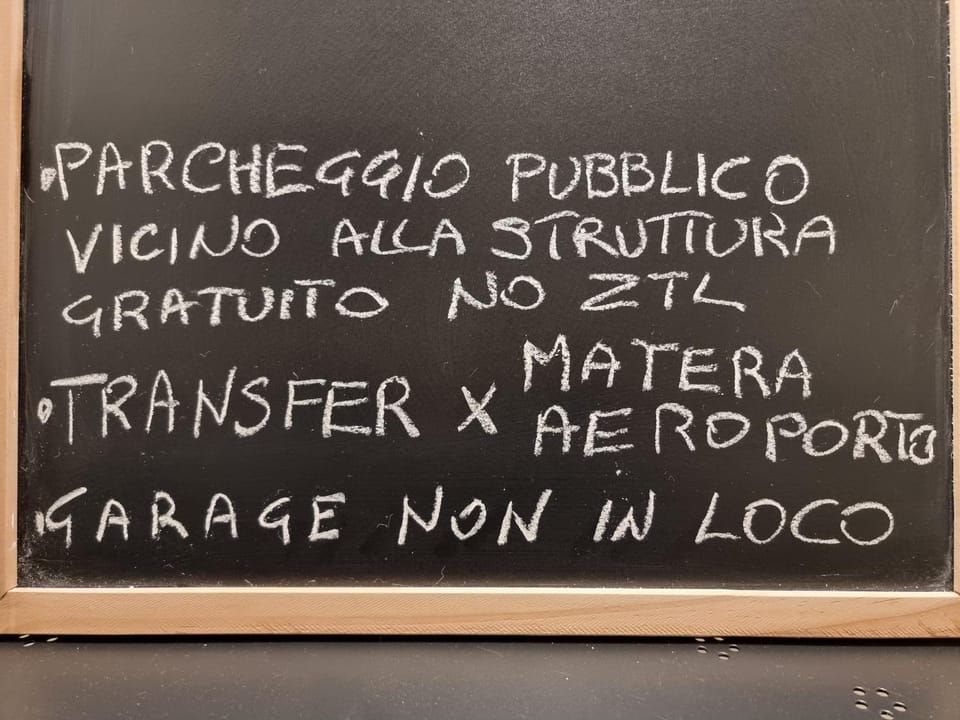 •PARCHEGGIO PUBBLICO
VICINO ALLA STRUTTURA
GRATUITO NO ZTL
•TRANSFER X MATERA
AEROPORTO
•GARAGE NON IN LOCO